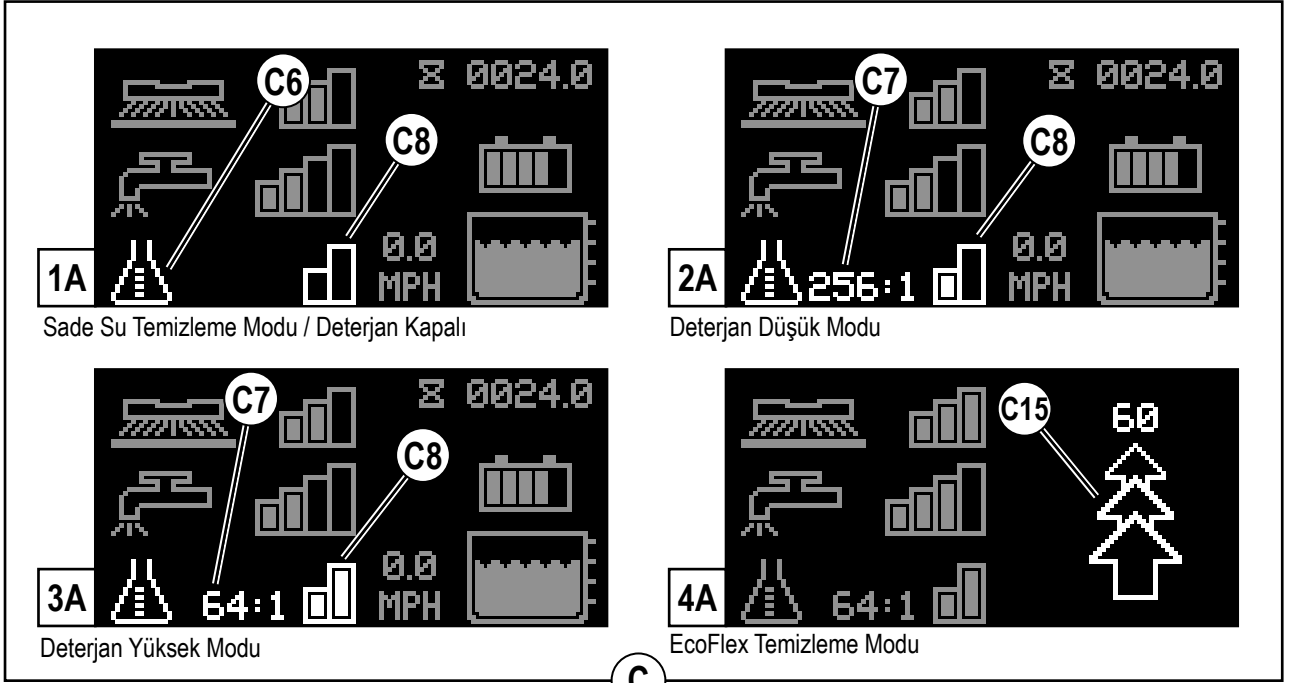 C6
0024.0
C8
0.0
MPH
1A
Sade Su Temizleme Modu / Deterjan Kapalı
C7
0024.0
C8
0.0
MPH
2A
256:1
Deterjan Düşük Modu
C7
0024.0
C8
0.0
MPH
3A
64:1
Deterjan Yüksek Modu
C15
60
4A
64:1
EcoFlex Temizleme Modu
C